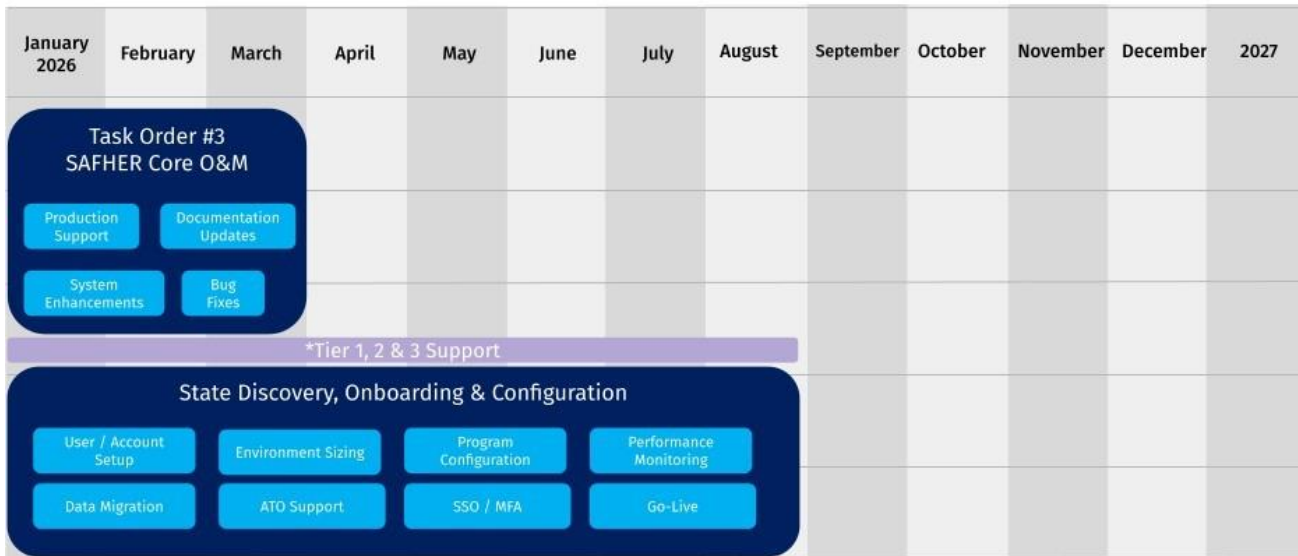 January
2026
February
March
April
May
June
July
August
September
October
November
December
2027
Task Order #3
SAFHER Core O&M
Production
Support
Documentation
Updates
System
Enhancements
Bug
Fixes
*Tier 1, 2 & 3 Support
State Discovery, Onboarding & Configuration
User / Account
Setup
Environment Sizing
Program
Configuration
Performance
Monitoring
Data Migration
ATO Support
SSO / MFA
Go-Live